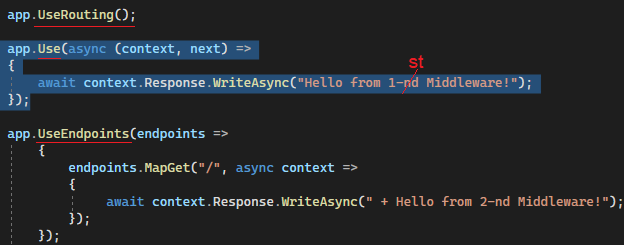 app.UseRouting();
app.Use(async (context, next) =>
{
st
await context.Response.WriteAsync("Hello from 1-nd Middleware!");
});
app.UseEndpoints(endpoints =>
{
endpoints.MapGet("/", async context =>
{
await context.Response.WriteAsync(" + Hello from 2-nd Middleware!");
});
});